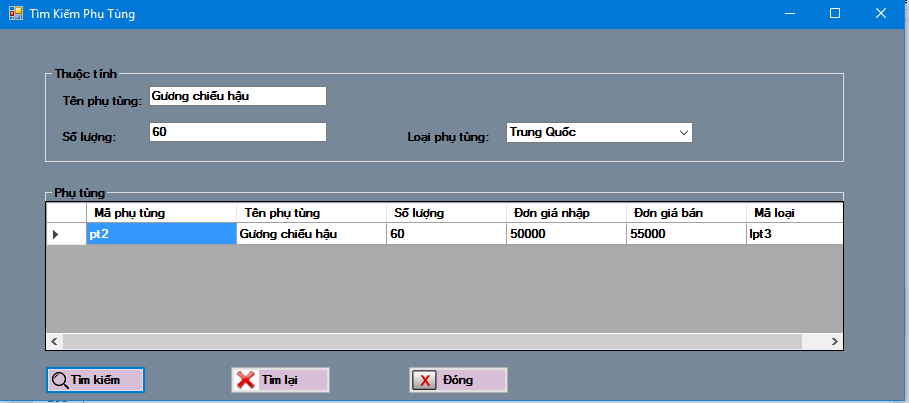 Tìm Kiếm Phụ Tùng
Thuộc tính
Tên phụ tùng: Gương chiếu hậu
Số lượng: 60 Loại phụ tùng: Trung Quốc
Phụ tùng
Mã phụ tùng Tên phụ tùng Số lượng Đơn giá nhập Đơn giá bán Mã loại
pt2 Gương chiếu hậu 60 50000 55000 lpt3
Tìm kiếm Tìm lại X Đóng